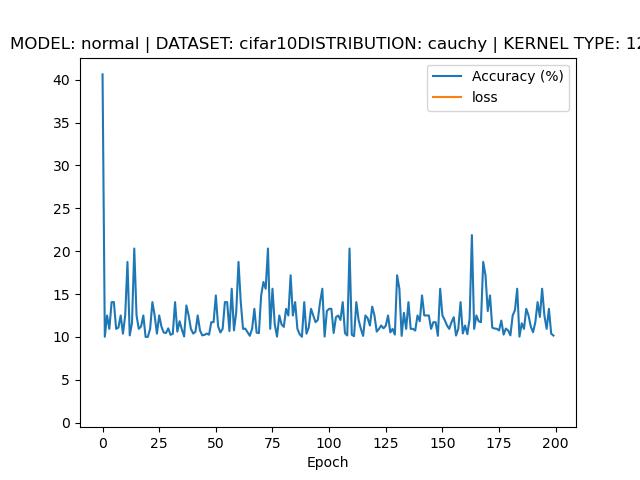 MODEL: normal | DATASET: cifar10DISTRIBUTION: cauchy | KERNEL TYPE: 12
Accuracy (%)
loss
40
35
30
25
20
15
10
5
0
0 25 50 75 100 125 150 175 200
Epoch